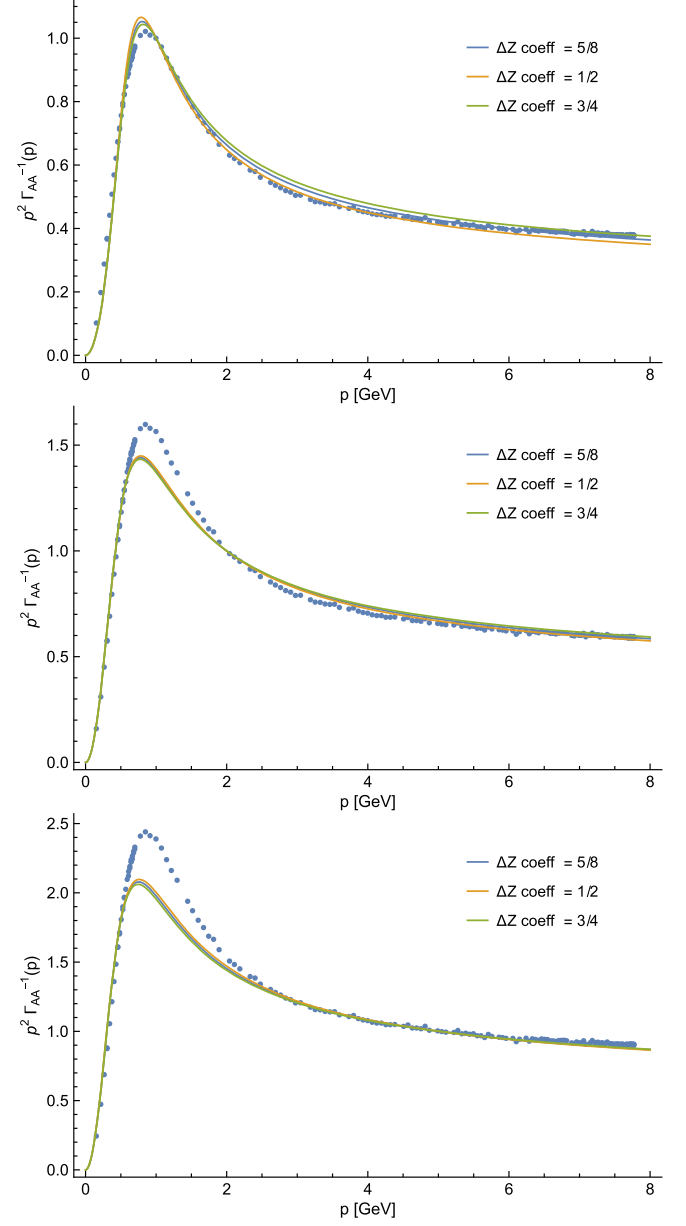 1.0
0.8
0.6
0.4
0.2
0.0
p² Γ_AA⁻¹(p)
ΔZ coeff = 5/8
ΔZ coeff = 1/2
ΔZ coeff = 3/4
0 2 4 6 8
p [GeV]
1.5
1.0
0.5
0.0
p² Γ_AA⁻¹(p)
ΔZ coeff = 5/8
ΔZ coeff = 1/2
ΔZ coeff = 3/4
0 2 4 6 8
p [GeV]
2.5
2.0
1.5
1.0
0.5
0.0
p² Γ_AA⁻¹(p)
ΔZ coeff = 5/8
ΔZ coeff = 1/2
ΔZ coeff = 3/4
0 2 4 6 8
p [GeV]